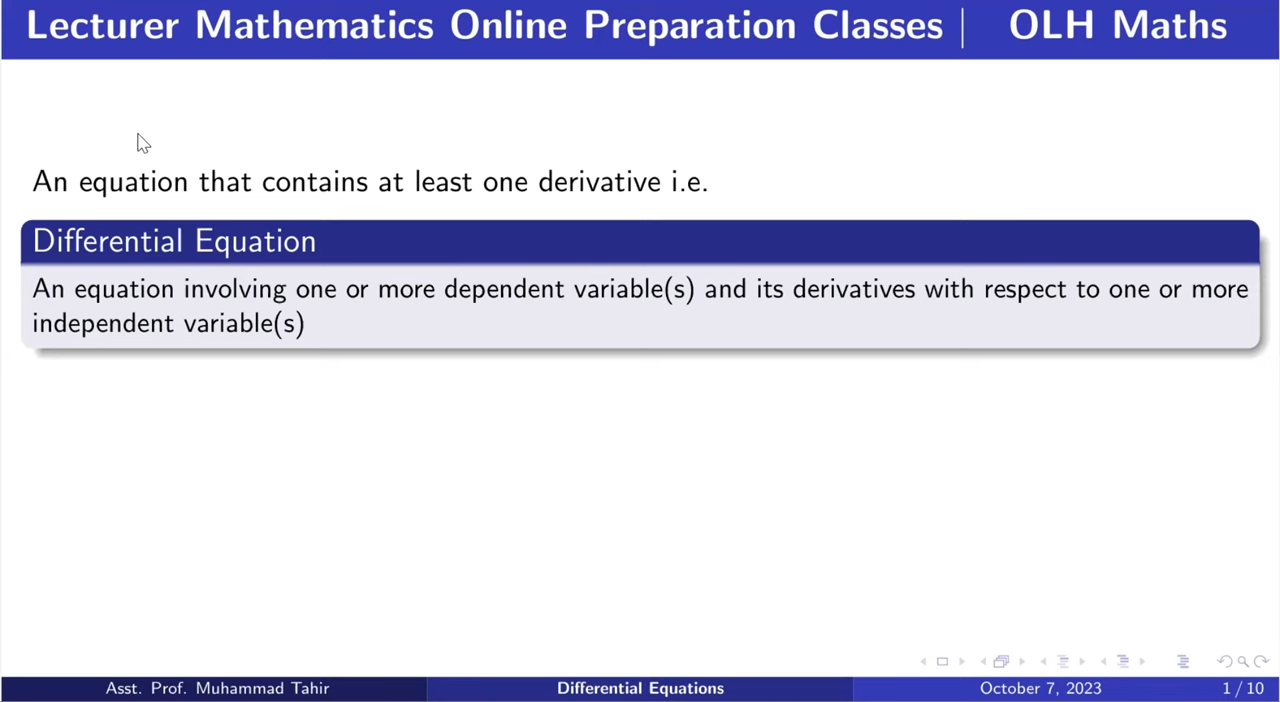 Lecturer Mathematics Online Preparation Classes | OLH Maths
An equation that contains at least one derivative i.e.
Differential Equation
An equation involving one or more dependent variable(s) and its derivatives with respect to one or more
independent variable(s)
Asst. Prof. Muhammad Tahir Differential Equations October 7, 2023 1 / 10